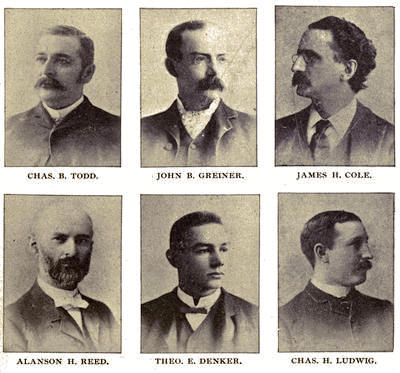 CHAS. B. TODD.
JOHN B. GREINER.
JAMES H. COLE.
ALANSON H. REED.
THEO. E. DENKER.
CHAS. H. LUDWIG.